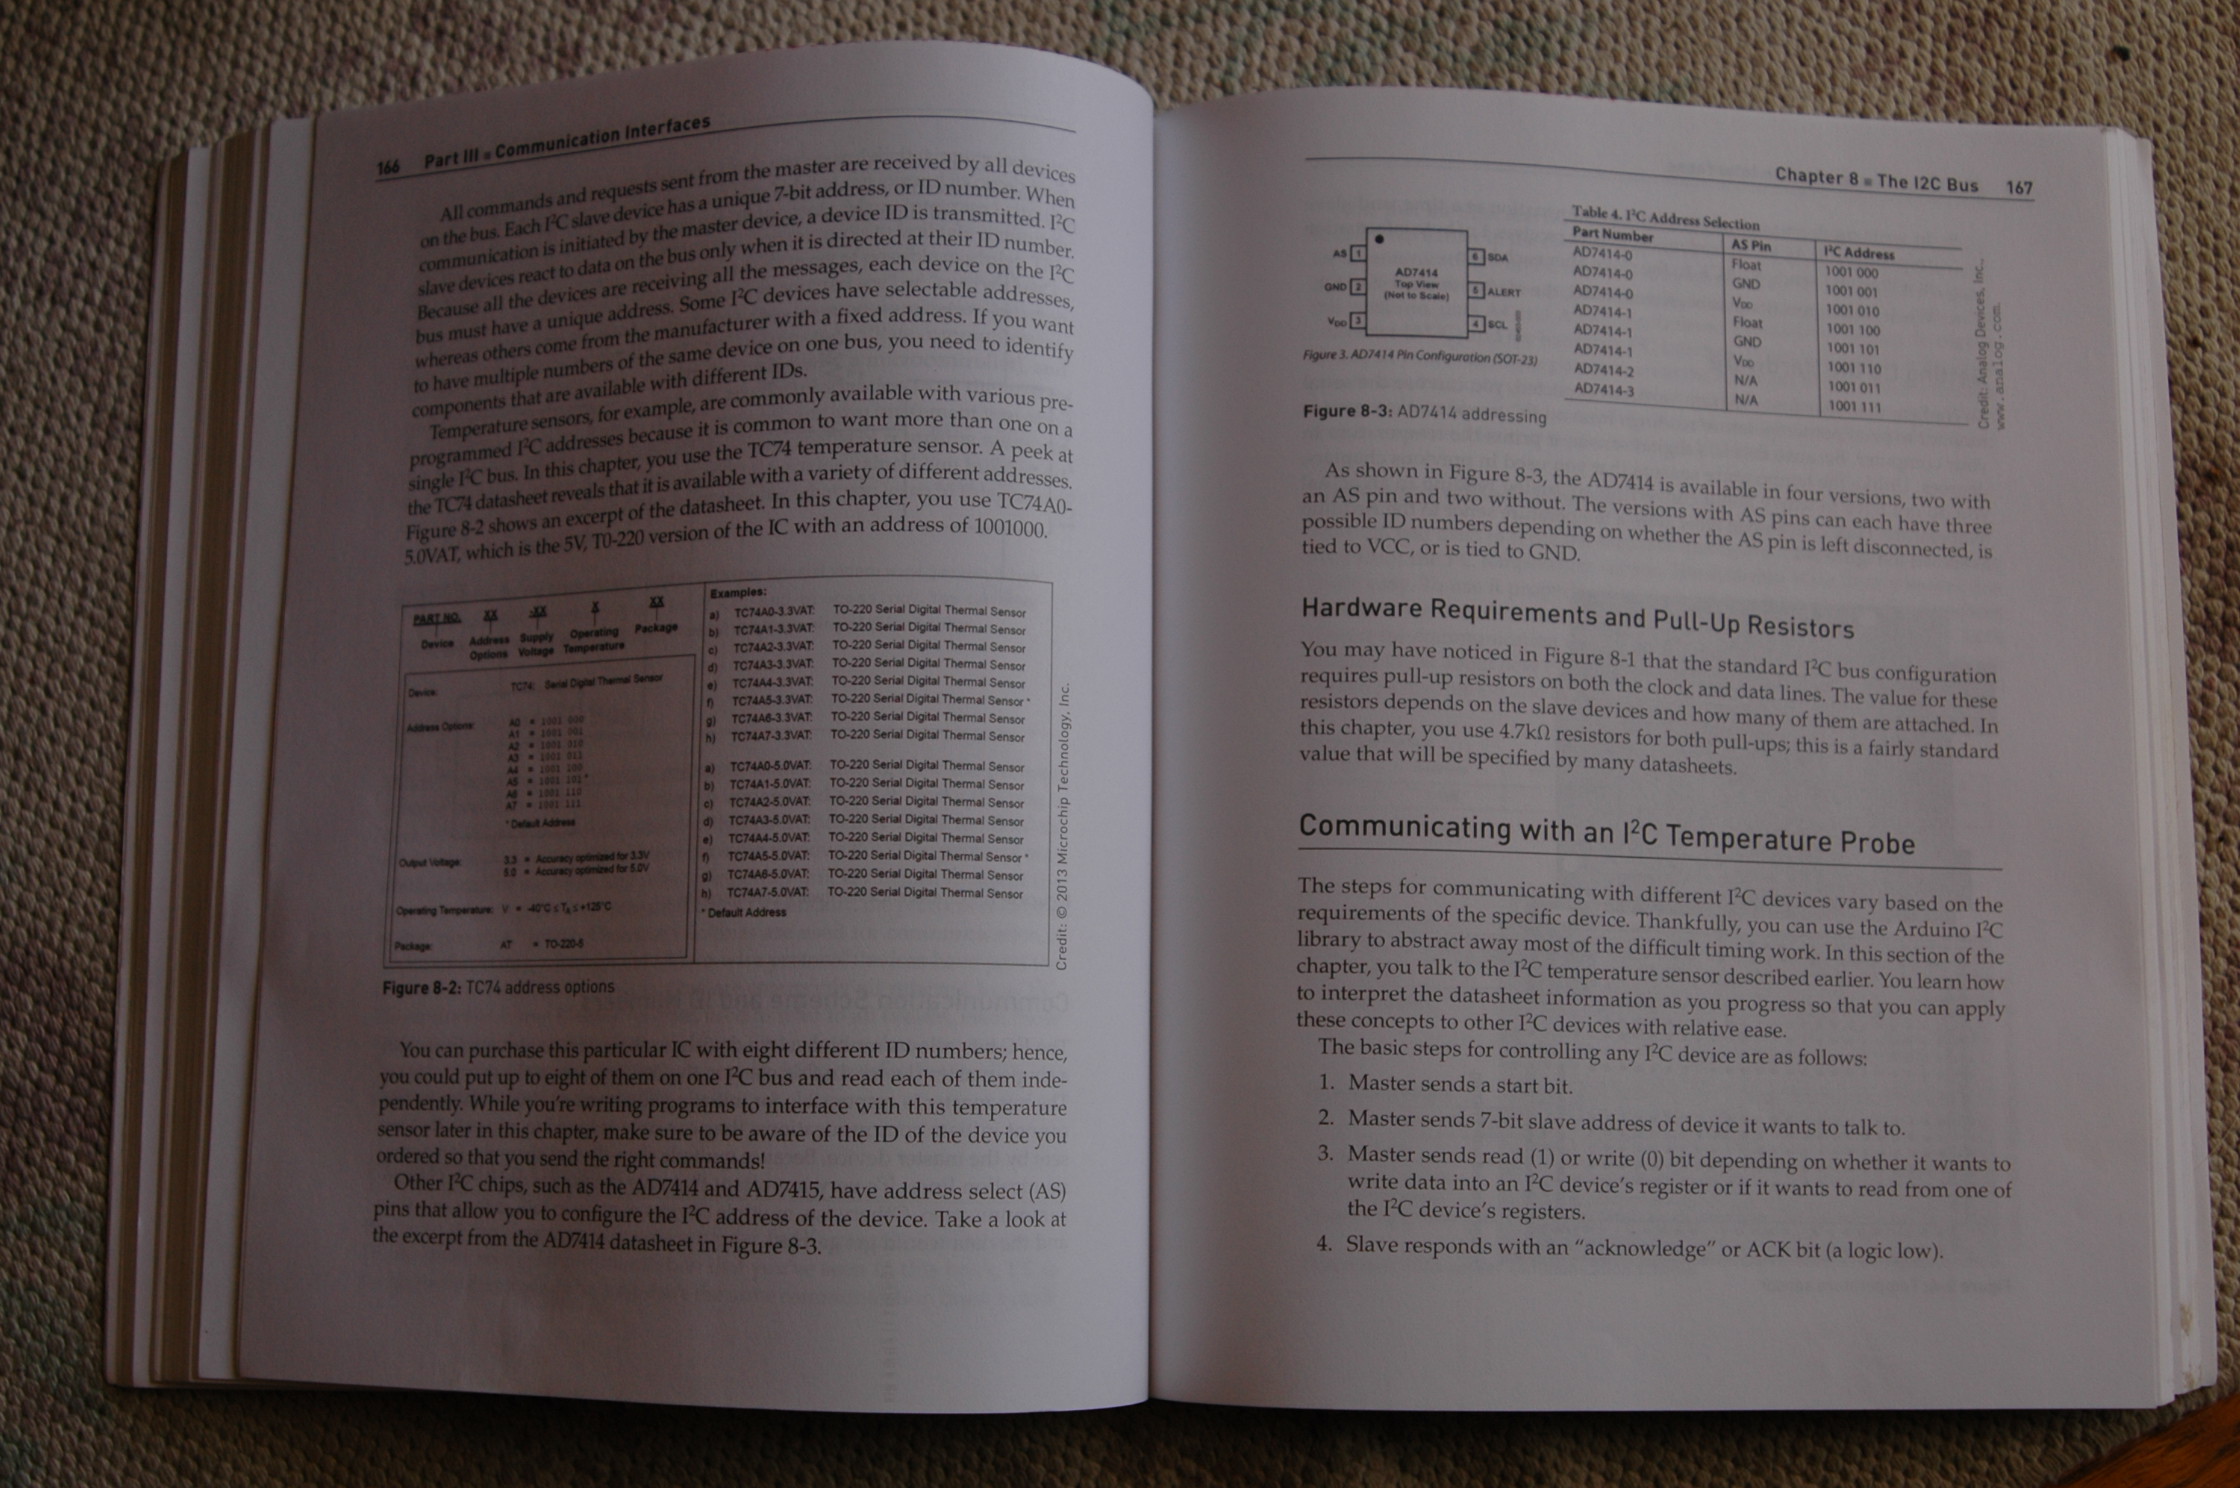 166 Part III ■ Communication Interfaces
All commands and requests sent from the master are received by all devices
on the bus. Each I²C slave device has a unique 7-bit address, or ID number. When
communication is initiated by the master device, a device ID is transmitted. I²C
slave devices react to data on the bus only when it is directed at their ID number.
Because all the devices are receiving all the messages, each device on the I²C
bus must have a unique address. Some I²C devices have selectable addresses,
whereas others come from the manufacturer with a fixed address. If you want
to have multiple numbers of the same device on one bus, you need to identify
components that are available with different IDs.
Temperature sensors, for example, are commonly available with various pre-
programmed I²C addresses because it is common to want more than one on a
single I²C bus. In this chapter, you use the TC74 temperature sensor. A peek at
the TC74 datasheet reveals that it is available with a variety of different addresses.
Figure 8-2 shows an excerpt of the datasheet. In this chapter, you use TC74A0-
5.0VAT, which is the 5V, T0-220 version of the IC with an address of 1001000.
PART NO. XX -XX X XX
Device Address Supply Operating Package
Options Voltage Temperature
Device: TC74: Serial Digital Thermal Sensor
Address Options: A0 = 1001 000
A1 = 1001 001
A2 = 1001 010
A3 = 1001 011
A4 = 1001 100
A5 = 1001 101 *
A6 = 1001 110
A7 = 1001 111
* Default Address
Output Voltage: 3.3 = Accuracy optimized for 3.3V
5.0 = Accuracy optimized for 5.0V
Operating Temperature: V = -40°C ≤ TA ≤ +125°C
Package: AT = TO-220-5
Examples:
a) TC74A0-3.3VAT: TO-220 Serial Digital Thermal Sensor
b) TC74A1-3.3VAT: TO-220 Serial Digital Thermal Sensor
c) TC74A2-3.3VAT: TO-220 Serial Digital Thermal Sensor
d) TC74A3-3.3VAT: TO-220 Serial Digital Thermal Sensor
e) TC74A4-3.3VAT: TO-220 Serial Digital Thermal Sensor
f) TC74A5-3.3VAT: TO-220 Serial Digital Thermal Sensor *
g) TC74A6-3.3VAT: TO-220 Serial Digital Thermal Sensor
h) TC74A7-3.3VAT: TO-220 Serial Digital Thermal Sensor
a) TC74A0-5.0VAT: TO-220 Serial Digital Thermal Sensor
b) TC74A1-5.0VAT: TO-220 Serial Digital Thermal Sensor
c) TC74A2-5.0VAT: TO-220 Serial Digital Thermal Sensor
d) TC74A3-5.0VAT: TO-220 Serial Digital Thermal Sensor
e) TC74A4-5.0VAT: TO-220 Serial Digital Thermal Sensor
f) TC74A5-5.0VAT: TO-220 Serial Digital Thermal Sensor *
g) TC74A6-5.0VAT: TO-220 Serial Digital Thermal Sensor
h) TC74A7-5.0VAT: TO-220 Serial Digital Thermal Sensor
* Default Address
Credit: © 2013 Microchip Technology, Inc.
Figure 8-2: TC74 address options
You can purchase this particular IC with eight different ID numbers; hence,
you could put up to eight of them on one I²C bus and read each of them inde-
pendently. While you're writing programs to interface with this temperature
sensor later in this chapter, make sure to be aware of the ID of the device you
ordered so that you send the right commands!
Other I²C chips, such as the AD7414 and AD7415, have address select (AS)
pins that allow you to configure the I²C address of the device. Take a look at
the excerpt from the AD7414 datasheet in Figure 8-3.
Chapter 8 ■ The I2C Bus 167
AS 1
GND 2
VDD 3
AD7414
Top View
(Not to Scale)
6 SDA
5 ALERT
4 SCL
Figure 3. AD7414 Pin Configuration (SOT-23)
Table 4. I²C Address Selection
Part Number AS Pin I²C Address
AD7414-0 Float 1001 000
AD7414-0 GND 1001 001
AD7414-0 VDD 1001 010
AD7414-1 Float 1001 100
AD7414-1 GND 1001 101
AD7414-1 VDD 1001 110
AD7414-2 N/A 1001 011
AD7414-3 N/A 1001 111
Credit: Analog Devices, Inc.,
www.analog.com.
Figure 8-3: AD7414 addressing
As shown in Figure 8-3, the AD7414 is available in four versions, two with
an AS pin and two without. The versions with AS pins can each have three
possible ID numbers depending on whether the AS pin is left disconnected, is
tied to VCC, or is tied to GND.
Hardware Requirements and Pull-Up Resistors
You may have noticed in Figure 8-1 that the standard I²C bus configuration
requires pull-up resistors on both the clock and data lines. The value for these
resistors depends on the slave devices and how many of them are attached. In
this chapter, you use 4.7kΩ resistors for both pull-ups; this is a fairly standard
value that will be specified by many datasheets.
Communicating with an I²C Temperature Probe
The steps for communicating with different I²C devices vary based on the
requirements of the specific device. Thankfully, you can use the Arduino I²C
library to abstract away most of the difficult timing work. In this section of the
chapter, you talk to the I²C temperature sensor described earlier. You learn how
to interpret the datasheet information as you progress so that you can apply
these concepts to other I²C devices with relative ease.
The basic steps for controlling any I²C device are as follows:
1. Master sends a start bit.
2. Master sends 7-bit slave address of device it wants to talk to.
3. Master sends read (1) or write (0) bit depending on whether it wants to
write data into an I²C device's register or if it wants to read from one of
the I²C device's registers.
4. Slave responds with an "acknowledge" or ACK bit (a logic low).